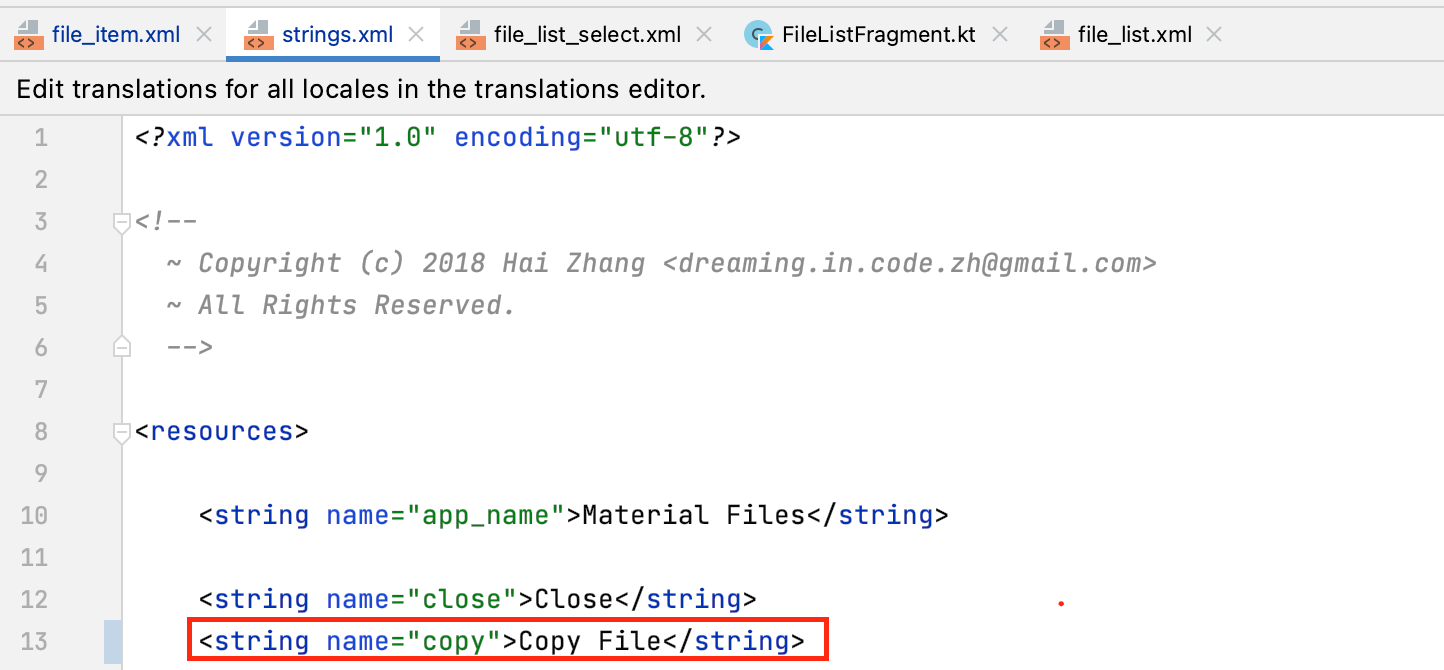 file_item.xml strings.xml file_list_select.xml FileListFragment.kt file_list.xml
Edit translations for all locales in the translations editor.
1 <?xml version="1.0" encoding="utf-8"?>
2
3 <!--
4 ~ Copyright (c) 2018 Hai Zhang <dreaming.in.code.zh@gmail.com>
5 ~ All Rights Reserved.
6 -->
7
8 <resources>
9
10 <string name="app_name">Material Files</string>
11
12 <string name="close">Close</string>
13 <string name="copy">Copy File</string>